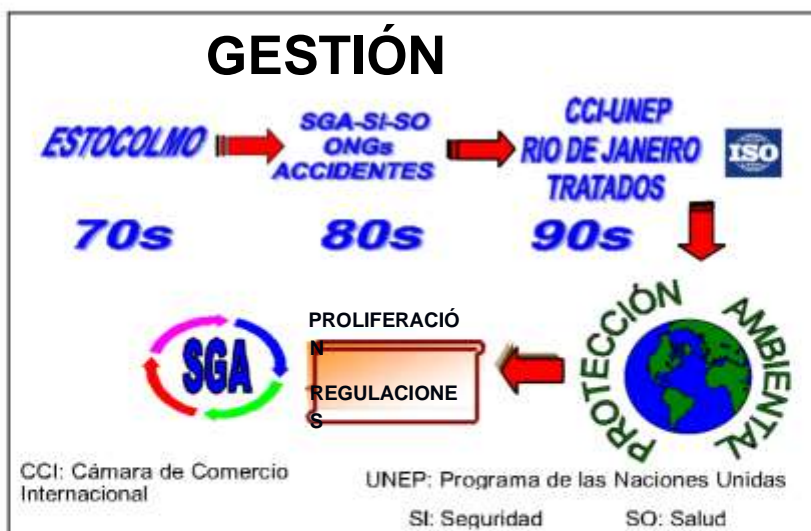 GESTIÓN
ESTOCOLMO
SGA-SI-SO
ONGs
ACCIDENTES
CCI-UNEP
RIO DE JANEIRO
TRATADOS
ISO
70s
80s
90s
PROTECCIÓN AMBIENTAL
PROLIFERACIÓ
N
REGULACIONE
S
SGA
CCI: Cámara de Comercio
Internacional
UNEP: Programa de las Naciones Unidas
SI: Seguridad
SO: Salud